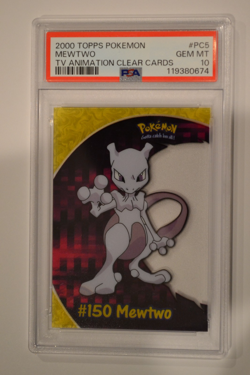 2000 TOPPS POKEMON #PC5
MEWTWO GEM MT
TV ANIMATION CLEAR CARDS 10
PSA 119380674
POKéMON
#150 Mewtwo